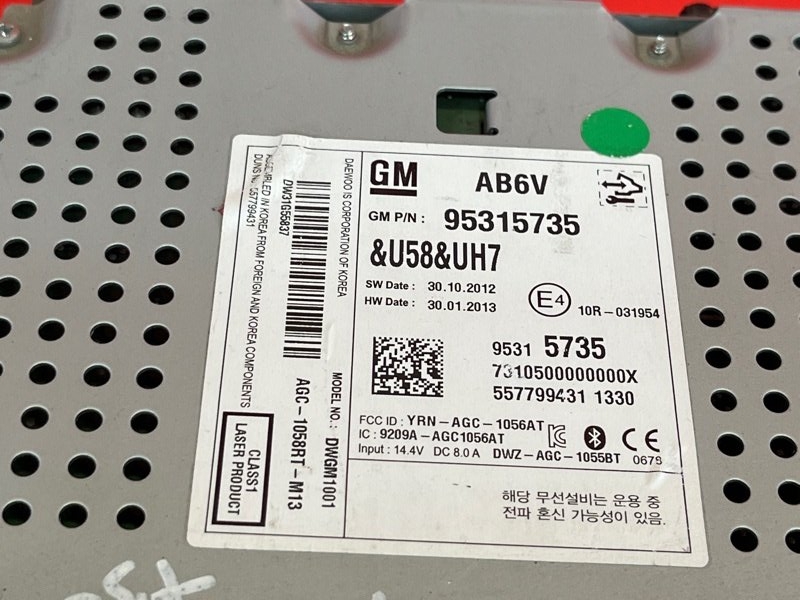 GM AB6V
GM P/N : 95315735
&U58&UH7
SW Date : 30.10.2012
HW Date : 30.01.2013
E4 10R-031954
9531 5735
7310500000000X
557799431 1330
FCC ID : YRN-AGC-1056AT
IC : 9209A-AGC1056AT
Input : 14.4V DC 8.0A DWZ-AGC-1055BT 0678
CE
해당 무선설비는 운용 중
전파 혼신 가능성이 있음.
DAEWOO IS CORPORATION OF KOREA
MODEL NO.: DWGM1001
DW31G55037
AGC-1058RT-M13
ASSEMBLED IN KOREA FROM FOREIGN AND KOREA COMPONENTS
DUNS No. 557799431
CLASS1
LASER PRODUCT